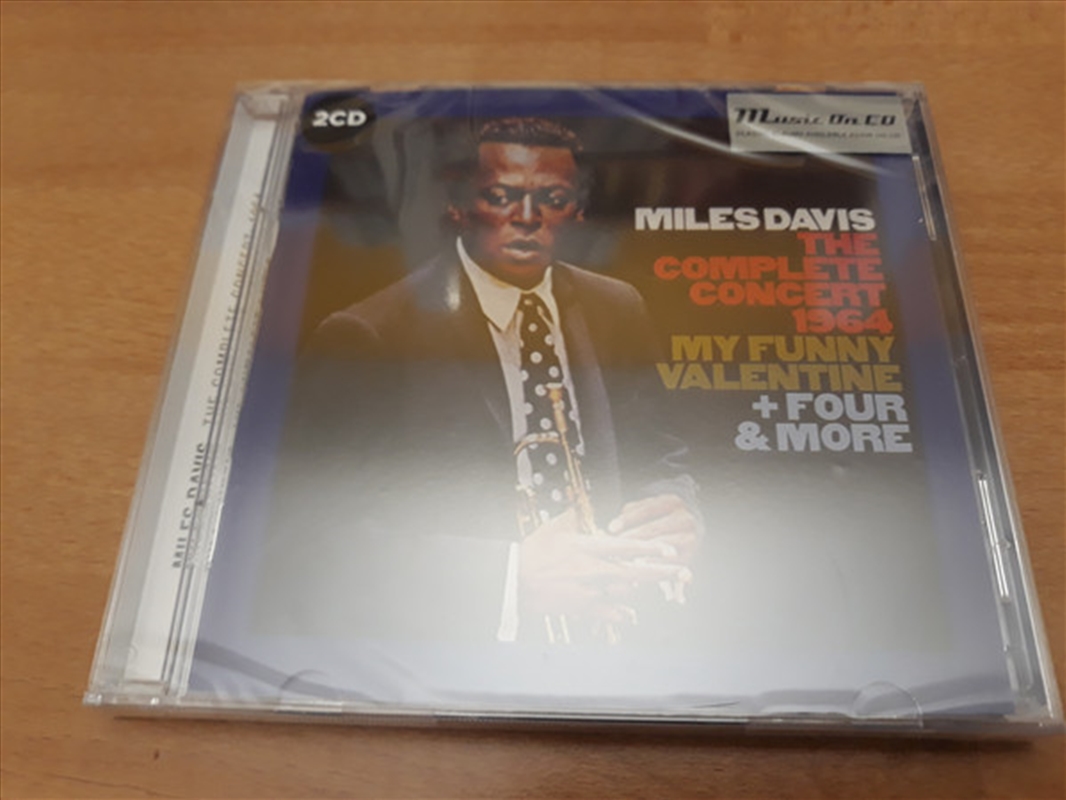 2CD
Music On CD
MILES DAVIS
THE
COMPLETE
CONCERT
1964
MY FUNNY
VALENTINE
+ FOUR
& MORE
MILES DAVIS THE COMPLETE CONCERT 1964